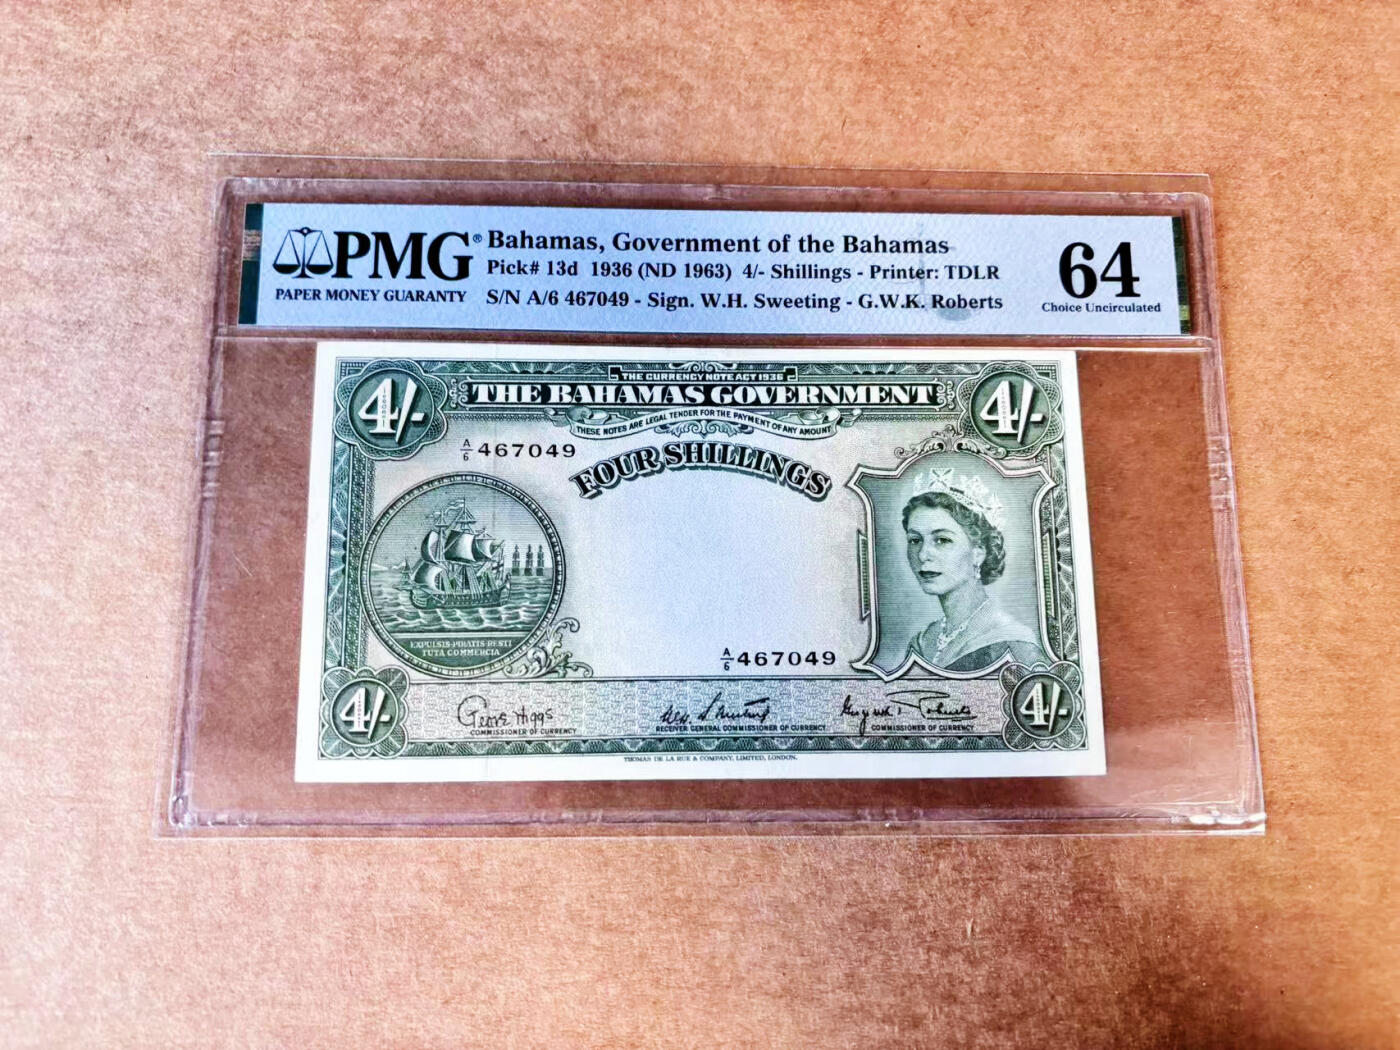 PMG®
PAPER MONEY GUARANTY
Bahamas, Government of the Bahamas
Pick# 13d 1936 (ND 1963) 4/- Shillings - Printer: TDLR
S/N A/6 467049 - Sign. W.H. Sweeting - G.W.K. Roberts
64
Choice Uncirculated
THE CURRENCY NOTE ACT 1936
4/-
THE BAHAMAS GOVERNMENT
4/-
THESE NOTES ARE LEGAL TENDER FOR THE PAYMENT OF ANY AMOUNT
A/6 467049
FOUR SHILLINGS
EXPULSIS PIRATIS RESTI
TUTA COMMERCIA
A/6 467049
4/-
George Higgs
4/-
COMMISSIONER OF CURRENCY
RECEIVER GENERAL COMMISSIONER OF CURRENCY
COMMISSIONER OF CURRENCY
THOMAS DE LA RUE & COMPANY, LIMITED, LONDON.